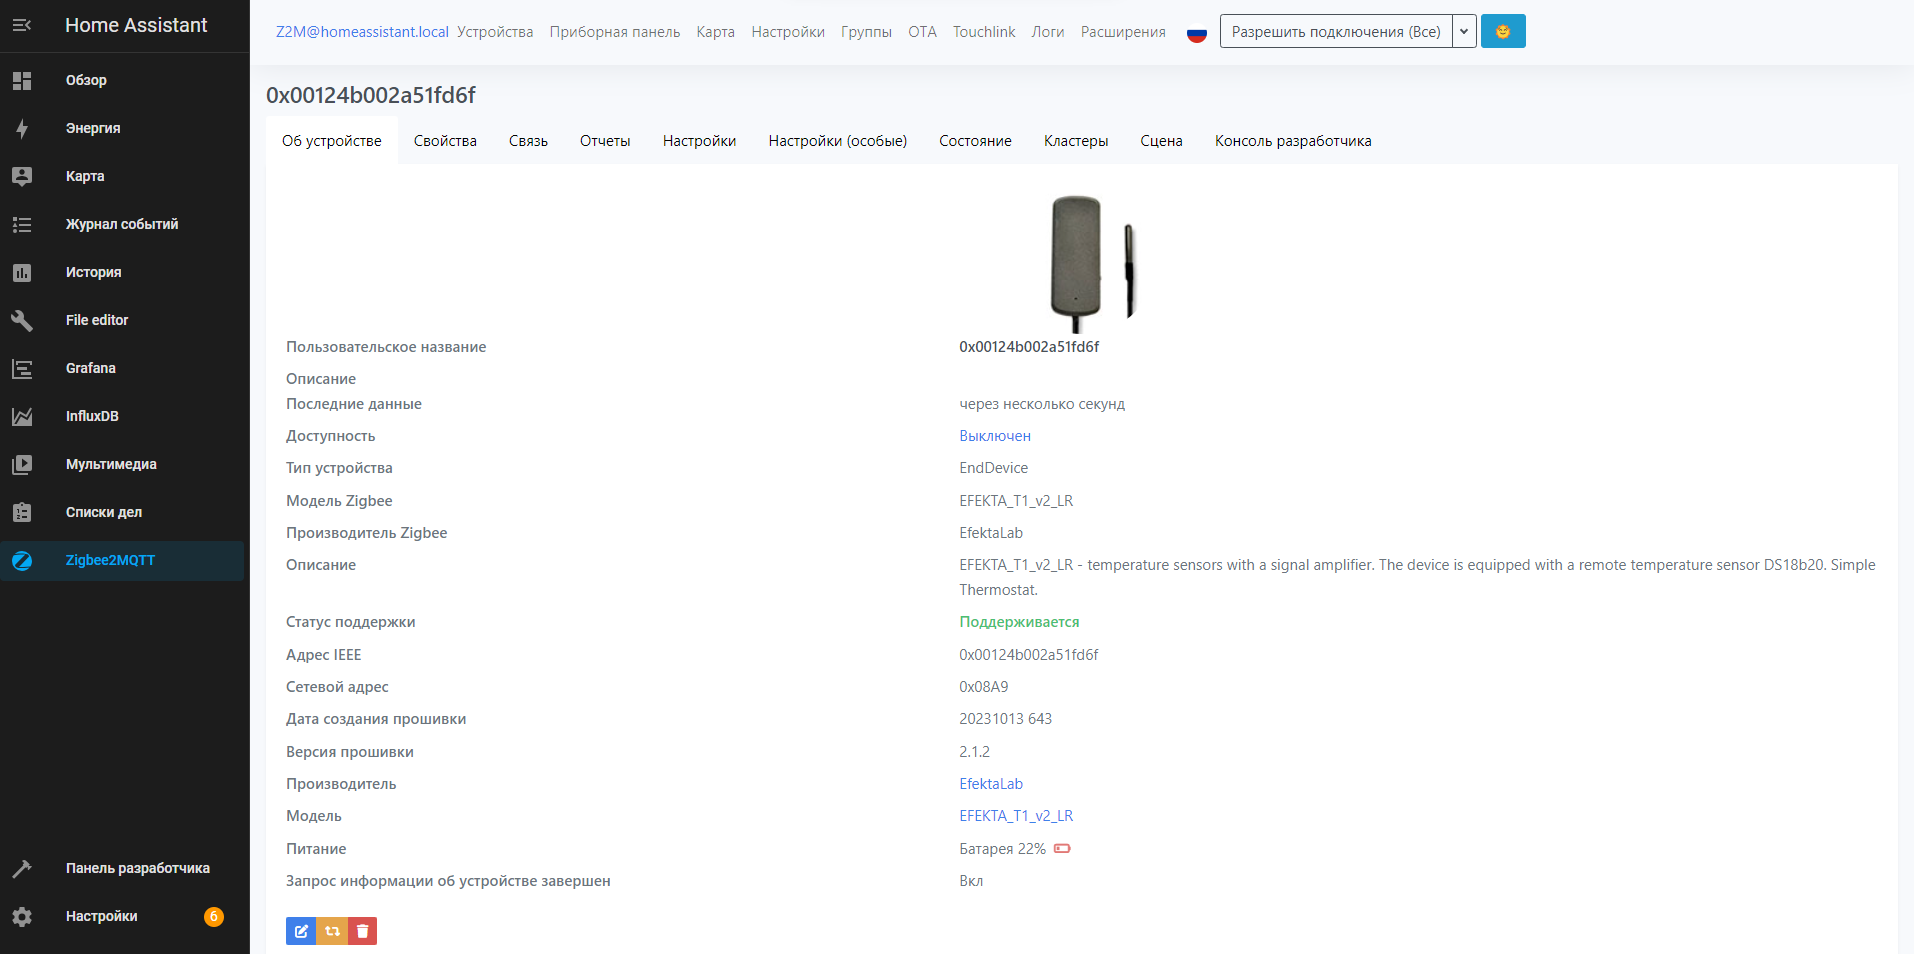 Home Assistant
Обзор
Энергия
Карта
Журнал событий
История
File editor
Grafana
InfluxDB
Мультимедиа
Списки дел
Zigbee2MQTT
Панель разработчика
Настройки 6
Z2M@homeassistant.local Устройства Приборная панель Карта Настройки Группы OTA Touchlink Логи Расширения Разрешить подключения (Все)
0x00124b002a51fd6f
Об устройстве Свойства Связь Отчеты Настройки Настройки (особые) Состояние Кластеры Сцена Консоль разработчика
Пользовательское название 0x00124b002a51fd6f
Описание
Последние данные через несколько секунд
Доступность Выключен
Тип устройства EndDevice
Модель Zigbee EFEKTA_T1_v2_LR
Производитель Zigbee EfektaLab
Описание EFEKTA_T1_v2_LR - temperature sensors with a signal amplifier. The device is equipped with a remote temperature sensor DS18b20. Simple
Thermostat.
Статус поддержки Поддерживается
Адрес IEEE 0x00124b002a51fd6f
Сетевой адрес 0x08A9
Дата создания прошивки 20231013 643
Версия прошивки 2.1.2
Производитель EfektaLab
Модель EFEKTA_T1_v2_LR
Питание Батарея 22%
Запрос информации об устройстве завершен Вкл